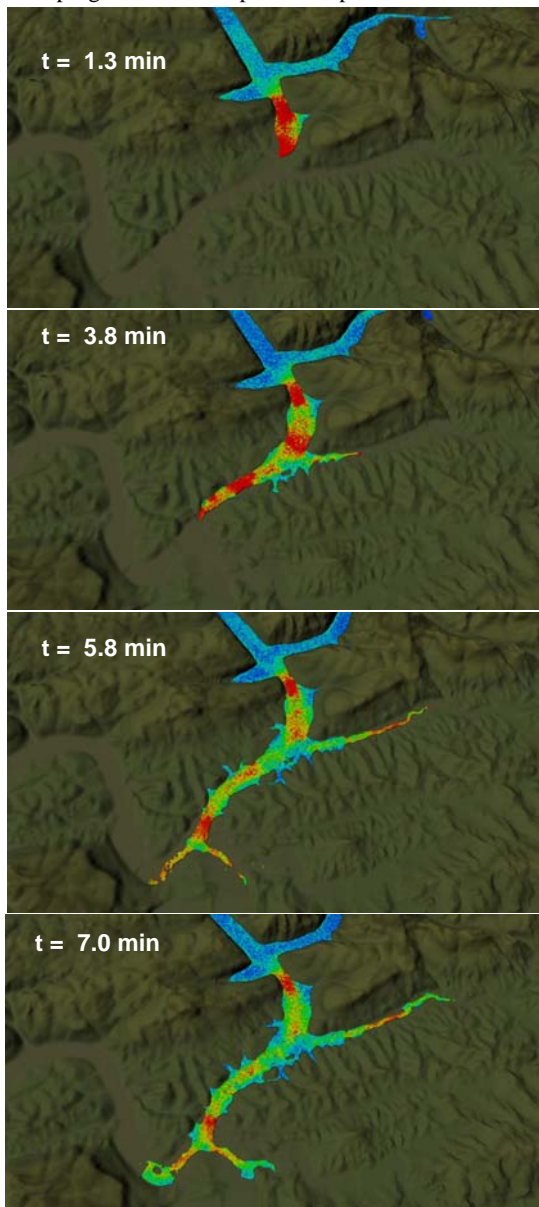 t = 1.3 min
t = 3.8 min
t = 5.8 min
t = 7.0 min